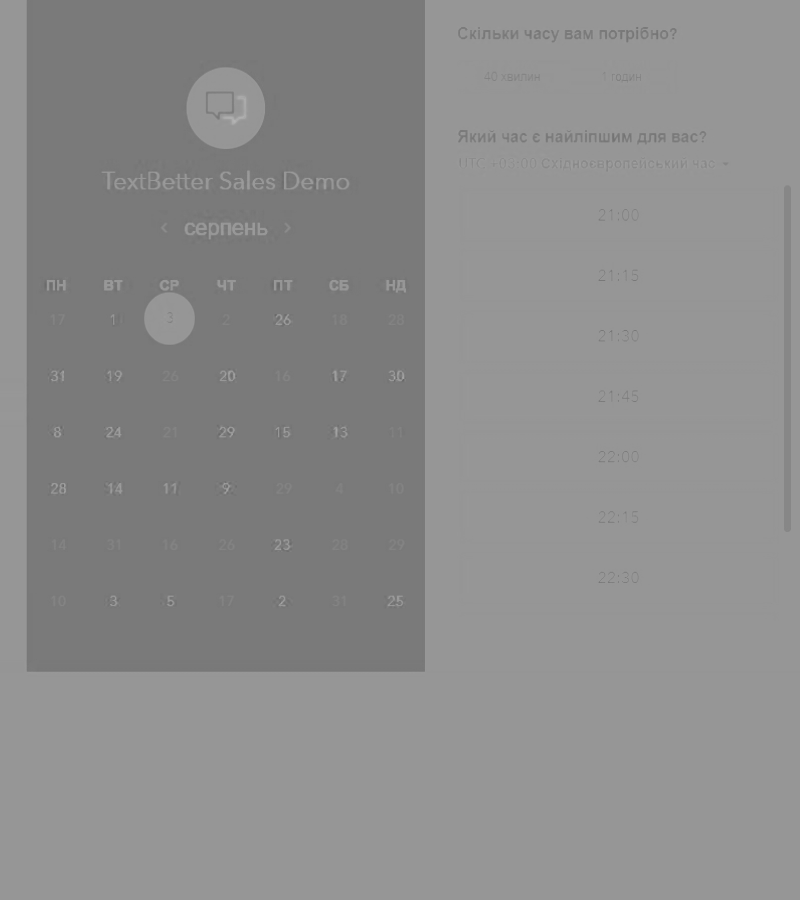 TextBetter Sales Demo
< серпень >
ПН ВТ СР ЧТ ПТ СБ НД
17 1 3 2 26 18 28
31 19 26 20 16 17 30
8 24 21 29 15 13 11
28 14 11 9 29 4 10
14 31 16 26 23 28 29
10 3 5 17 2 31 25
Скільки часу вам потрібно?
40 хвилин 1 годин
Який час є найліпшим для вас?
UTC +03:00 Східноєвропейський час
21:00
21:15
21:30
21:45
22:00
22:15
22:30